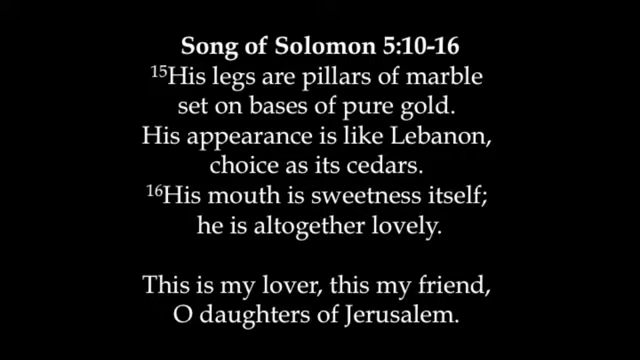 Song of Solomon 5:10-16
15His legs are pillars of marble
set on bases of pure gold.
His appearance is like Lebanon,
choice as its cedars.
16His mouth is sweetness itself;
he is altogether lovely.
This is my lover, this my friend,
O daughters of Jerusalem.